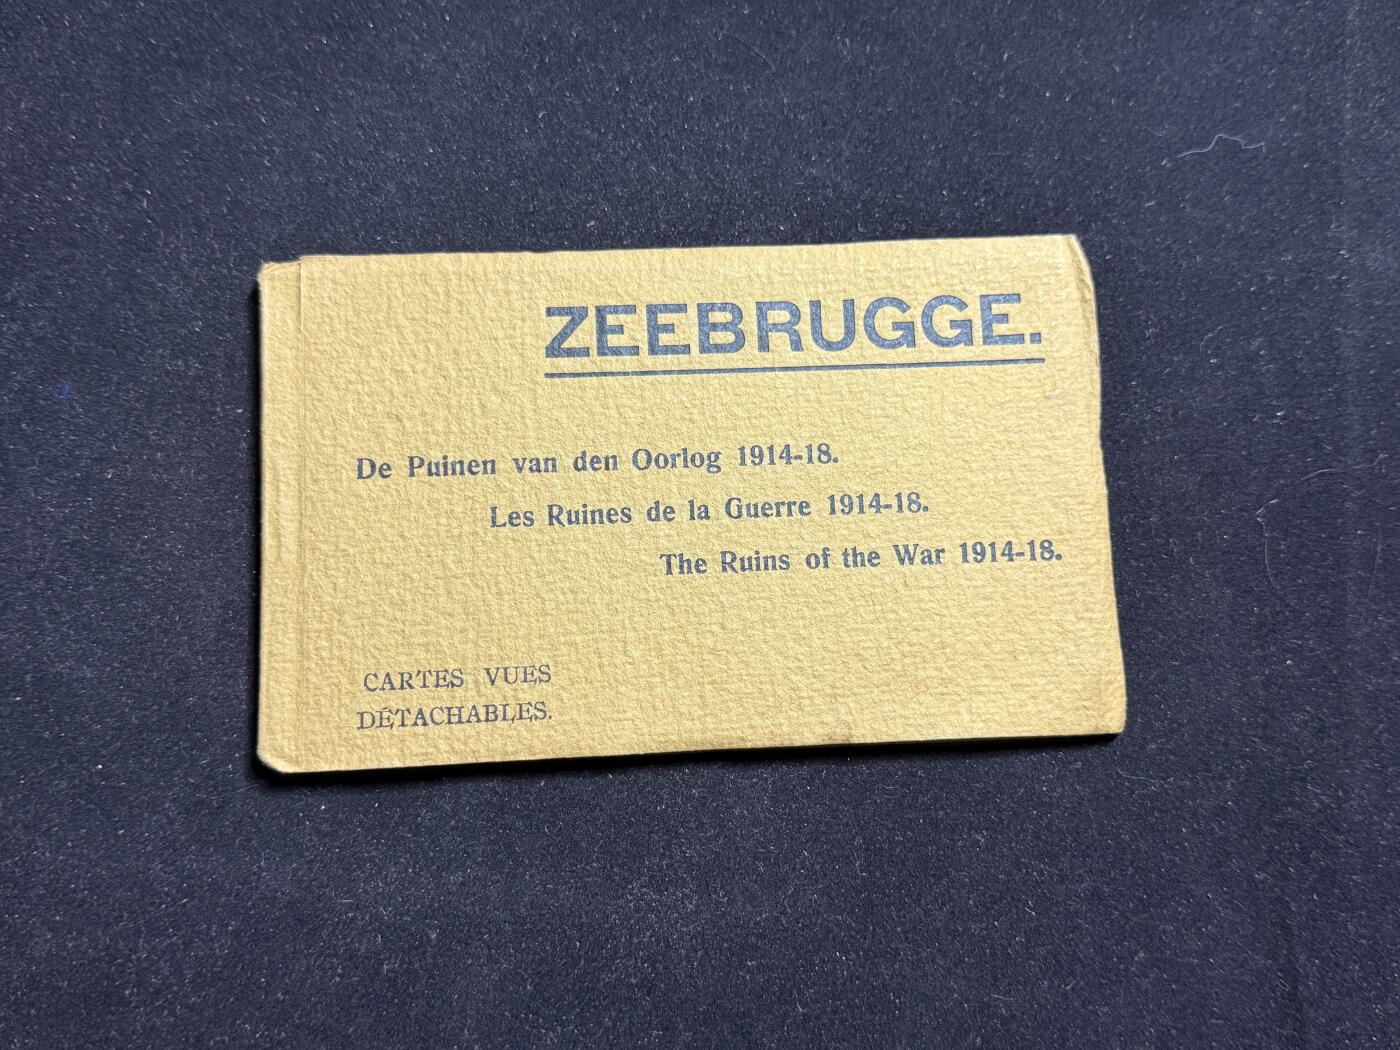 ZEEBRUGGE.
De Puinen van den Oorlog 1914-18.
Les Ruines de la Guerre 1914-18.
The Ruins of the War 1914-18.
CARTES VUES
DÉTACHABLES.